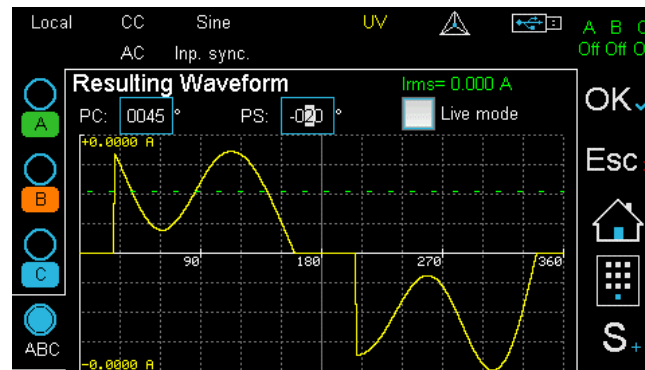 Local CC Sine UV A B C
AC Inp. sync. Off Off O
Resulting Waveform Irms= 0.000 A
OK
PC: 0045 ° PS: -020 ° Live mode
A
+0.0000 A
Esc
B
90 180 270 360
C
ABC
S+
-0.0000 A